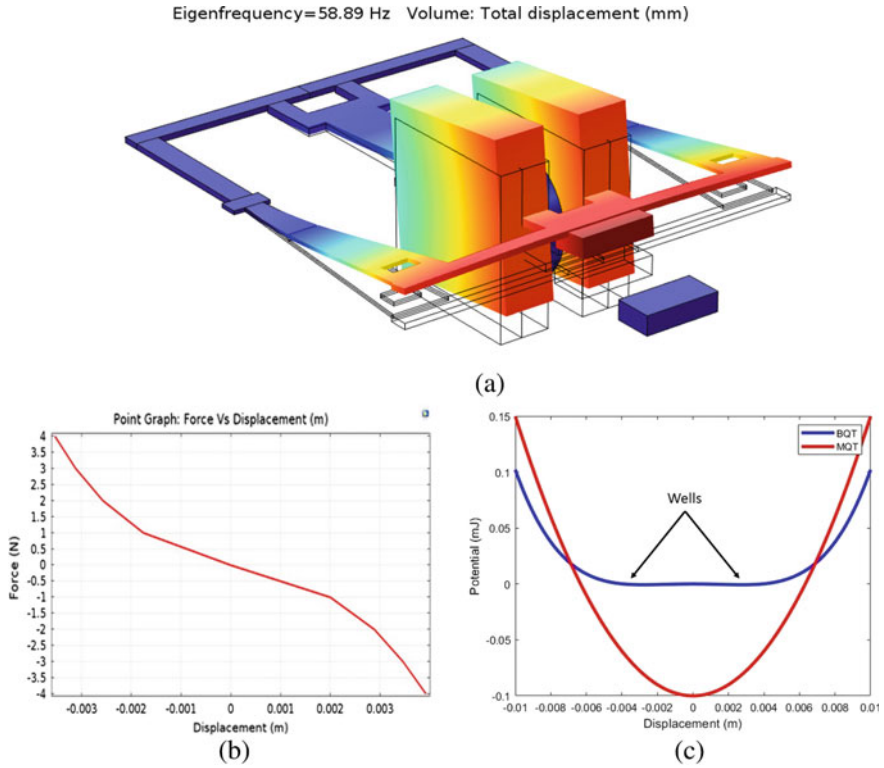 Eigenfrequency=58.89 Hz   Volume: Total displacement (mm)
(a)
Point Graph: Force Vs Displacement (m)
Force (N)
4
3.5
3
2.5
2
1.5
1
0.5
0
-0.5
-1
-1.5
-2
-2.5
-3
-3.5
-4
-0.003 -0.002 -0.001 0 0.001 0.002 0.003
Displacement (m)
(b)
Potential (mJ)
0.15
0.1
0.05
0
-0.05
-0.1
BQT
MQT
Wells
-0.01 -0.008 -0.006 -0.004 -0.002 0 0.002 0.004 0.006 0.008 0.01
Displacement (m)
(c)